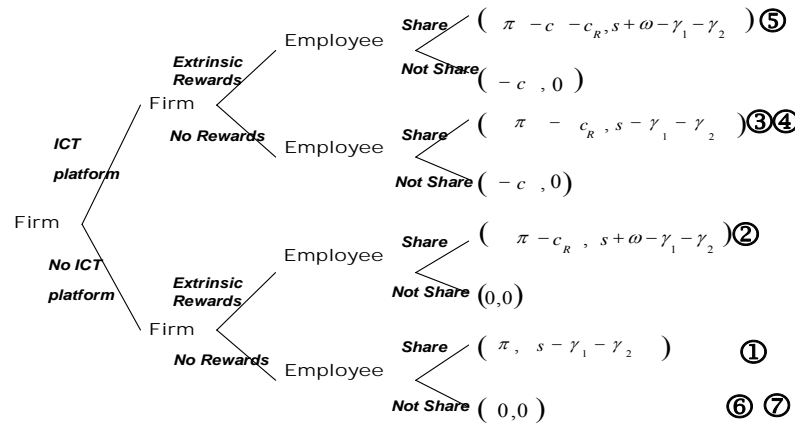 Employee Share ( π −c −c_R, s+ω−γ₁−γ₂ ) ⑤
Extrinsic
Rewards
Not Share ( −c , 0 )
Firm
No Rewards
Employee Share ( π − c_R , s−γ₁−γ₂ ) ③④
ICT
platform
Not Share ( −c , 0)
Firm
No ICT
platform
Employee Share ( π −c_R , s+ω−γ₁−γ₂ ) ②
Extrinsic
Rewards
Not Share (0,0)
Firm
No Rewards
Employee Share ( π , s−γ₁−γ₂ ) ①
Not Share ( 0,0 ) ⑥ ⑦